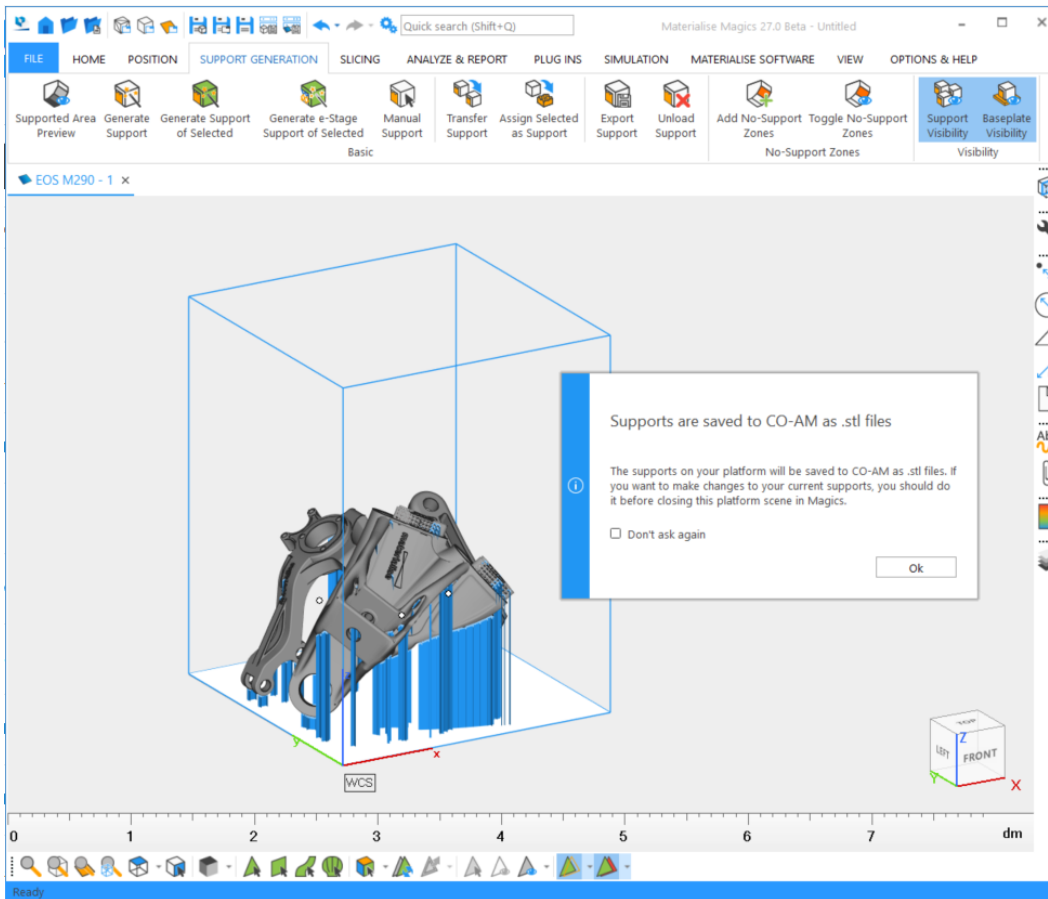 Quick search (Shift+Q)
Materialise Magics 27.0 Beta - Untitled
FILE HOME POSITION SUPPORT GENERATION SLICING ANALYZE & REPORT PLUG INS SIMULATION MATERIALISE SOFTWARE VIEW OPTIONS & HELP
Supported Area Preview
Generate Support
Generate Support of Selected
Generate e-Stage Support of Selected
Manual Support
Transfer Support
Assign Selected as Support
Export Support
Unload Support
Add No-Support Zones
Toggle No-Support Zones
Support Visibility
Baseplate Visibility
Basic
No-Support Zones
Visibility
EOS M290 - 1
Supports are saved to CO-AM as .stl files
The supports on your platform will be saved to CO-AM as .stl files. If
you want to make changes to your current supports, you should do
it before closing this platform scene in Magics.
Don't ask again
Ok
y
x
WCS
TOP
LEFT
FRONT
Z
Y
X
0 1 2 3 4 5 6 7 dm
Ready